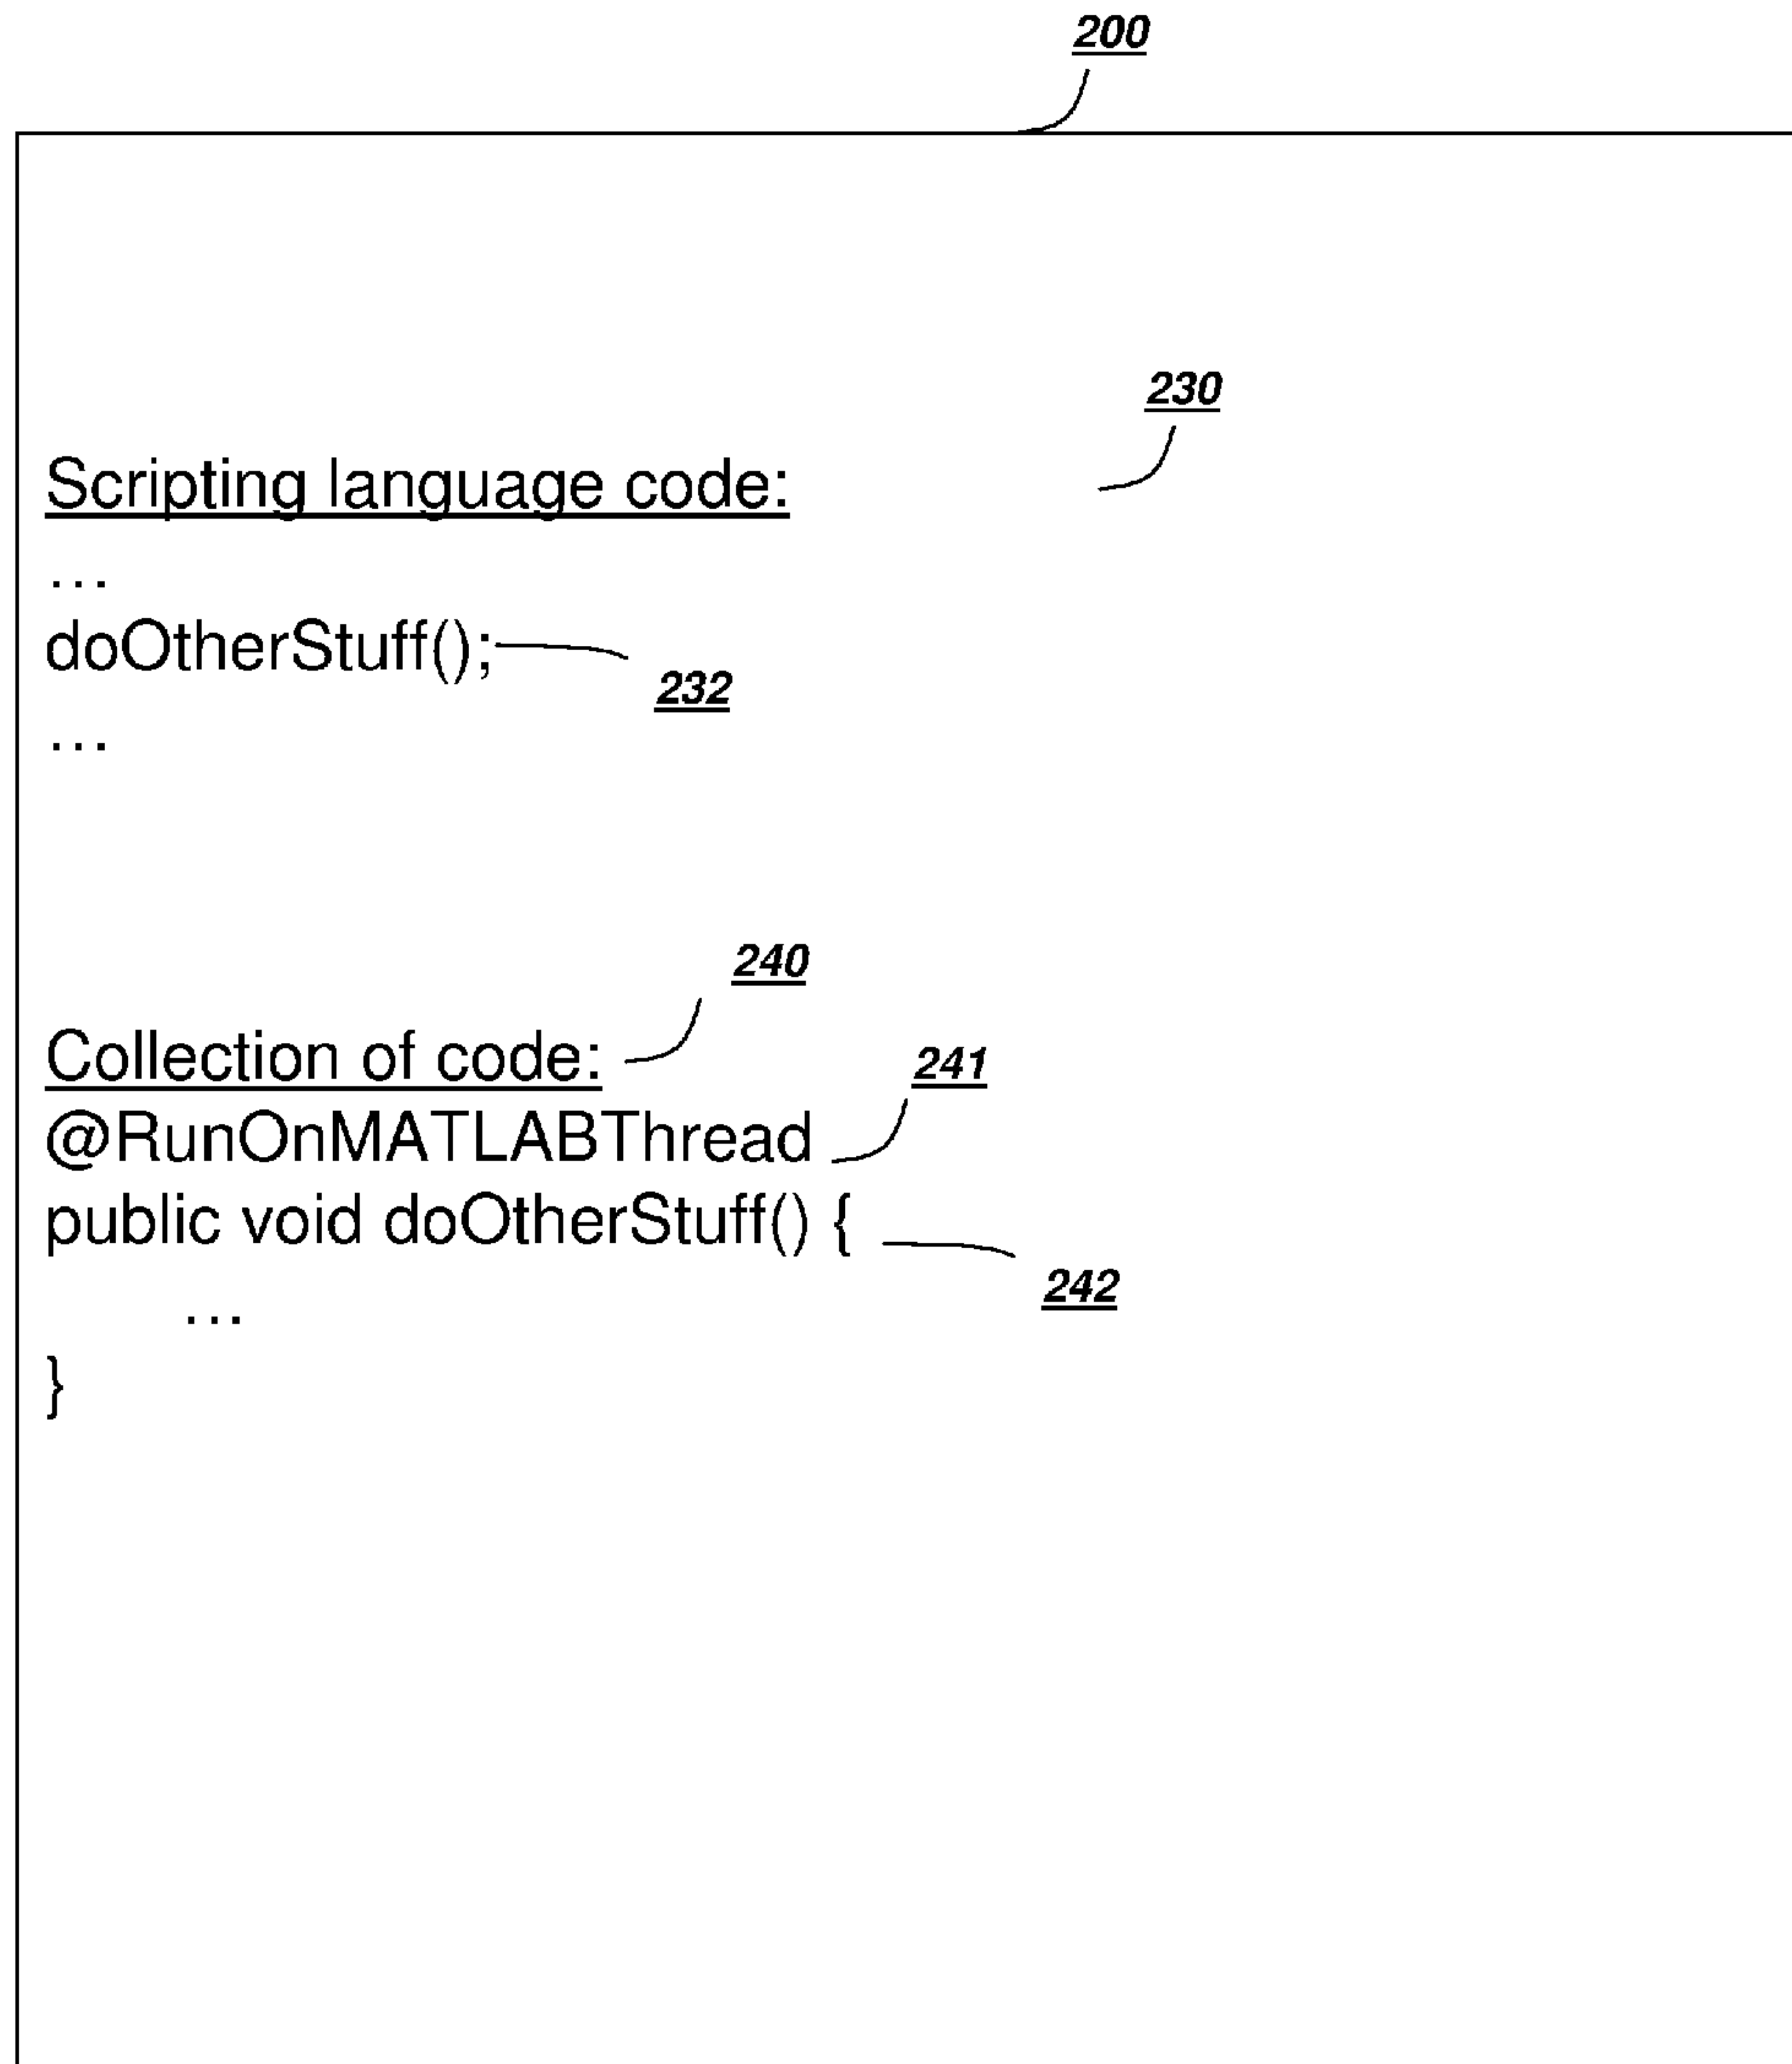 200
230
Scripting language code:
...
doOtherStuff();
232
...
240
Collection of code:
241
@RunOnMATLABThread
public void doOtherStuff() {
242
...
}